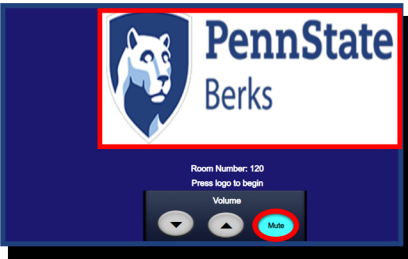 PennState
Berks
Room Number: 120
Press logo to begin
Volume
Mute